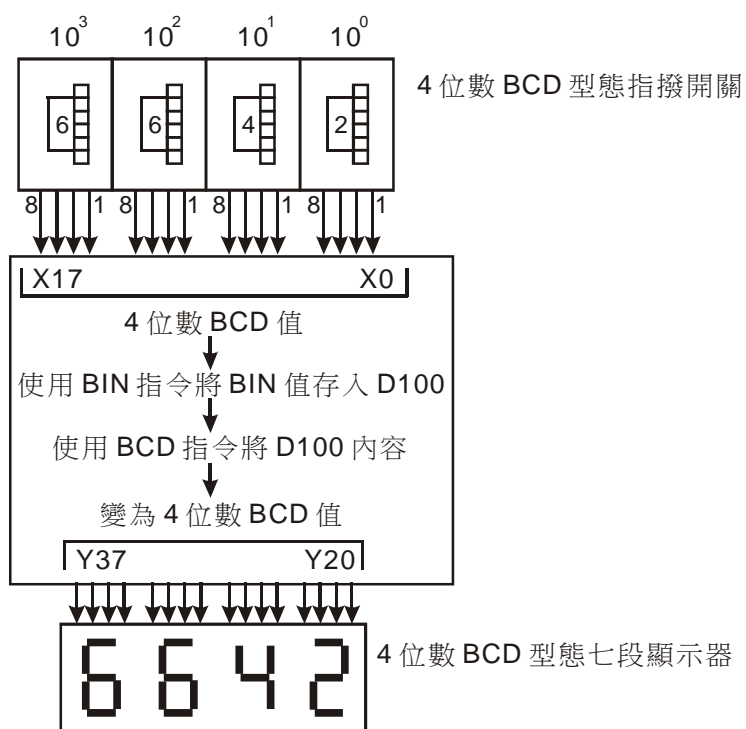 10³ 10² 10¹ 10⁰
4 位數 BCD 型態指撥開關
6 6 4 2
8 1 8 1 8 1 8 1
X17 X0
4 位數 BCD 值
使用 BIN 指令將 BIN 值存入 D100
使用 BCD 指令將 D100 內容
變為 4 位數 BCD 值
Y37 Y20
6642
4 位數 BCD 型態七段顯示器